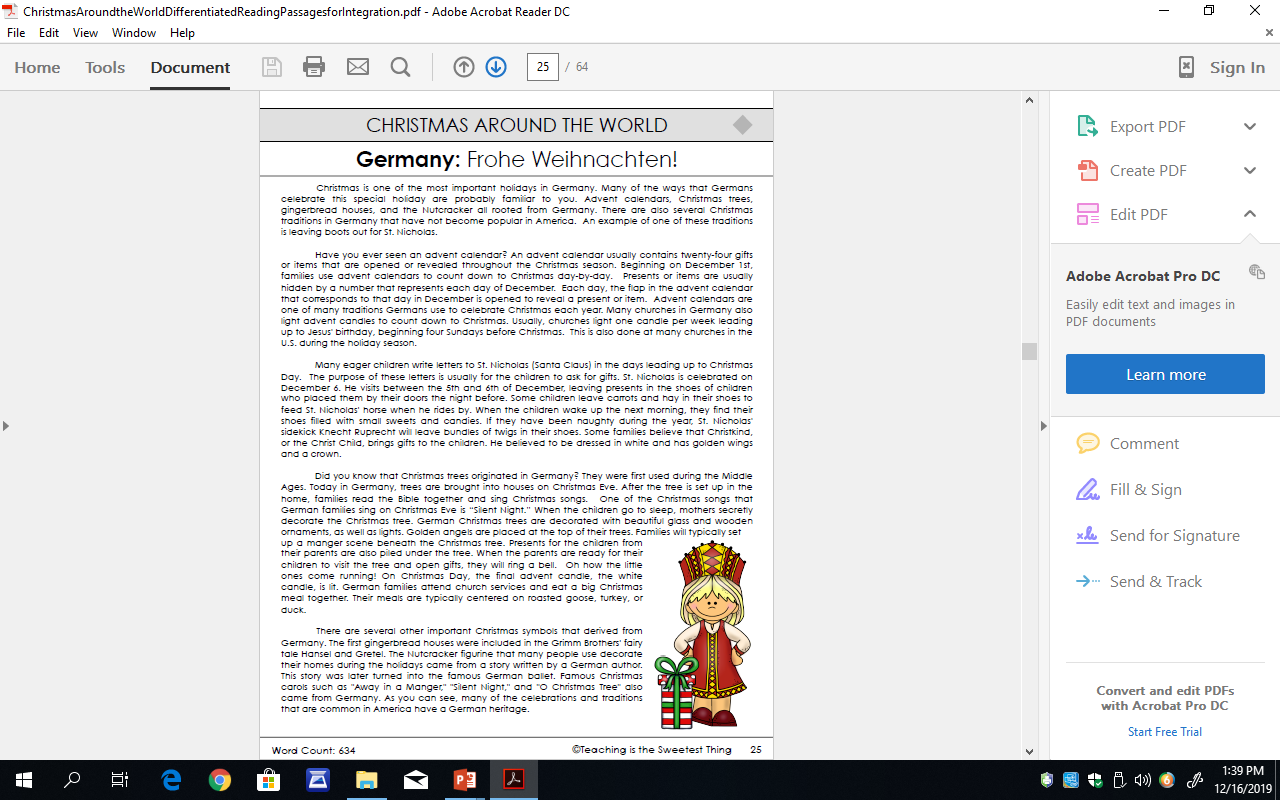 ChristmasAroundtheWorldDifferentiatedReadingPassagesforIntegration.pdf - Adobe Acrobat Reader DC
File Edit View Window Help
Home Tools Document 25 / 64 Sign In
CHRISTMAS AROUND THE WORLD
Germany: Frohe Weihnachten!
Christmas is one of the most important holidays in Germany. Many of the ways that Germans
celebrate this special holiday are probably familiar to you. Advent calendars, Christmas trees,
gingerbread houses, and the Nutcracker all rooted from Germany. There are also several Christmas
traditions in Germany that have not become popular in America. An example of one of these traditions
is leaving boots out for St. Nicholas.
Have you ever seen an advent calendar? An advent calendar usually contains twenty-four gifts
or items that are opened or revealed throughout the Christmas season. Beginning on December 1st,
families use advent calendars to count down to Christmas day-by-day. Presents or items are usually
hidden by a number that represents each day of December. Each day, the flap in the advent calendar
that corresponds to that day in December is opened to reveal a present or item. Advent calendars are
one of many traditions Germans use to celebrate Christmas each year. Many churches in Germany also
light advent candles to count down to Christmas. Usually, churches light one candle per week leading
up to Jesus' birthday, beginning four Sundays before Christmas. This is also done at many churches in the
U.S. during the holiday season.
Many eager children write letters to St. Nicholas (Santa Claus) in the days leading up to Christmas
Day. The purpose of these letters is usually for the children to ask for gifts. St. Nicholas is celebrated on
December 6. He visits between the 5th and 6th of December, leaving presents in the shoes of children
who placed them by their doors the night before. Some children leave carrots and hay in their shoes to
feed St. Nicholas' horse when he rides by. When the children wake up the next morning, they find their
shoes filled with small sweets and candies. If they have been naughty during the year, St. Nicholas'
sidekick Knecht Ruprecht will leave bundles of twigs in their shoes. Some families believe that Christkind,
or the Christ Child, brings gifts to the children. He believed to be dressed in white and has golden wings
and a crown.
Did you know that Christmas trees originated in Germany? They were first used during the Middle
Ages. Today in Germany, trees are brought into houses on Christmas Eve. After the tree is set up in the
home, families read the Bible together and sing Christmas songs. One of the Christmas songs that
German families sing on Christmas Eve is "Silent Night." When the children go to sleep, mothers secretly
decorate the Christmas tree. German Christmas trees are decorated with beautiful glass and wooden
ornaments, as well as lights. Golden angels are placed at the top of their trees. Families will typically set
up a manger scene beneath the Christmas tree. Presents for the children from
their parents are also piled under the tree. When the parents are ready for their
children to visit the tree and open gifts, they will ring a bell. Oh how the little
ones come running! On Christmas Day, the final advent candle, the white
candle, is lit. German families attend church services and eat a big Christmas
meal together. Their meals are typically centered on roasted goose, turkey, or
duck.
There are several other important Christmas symbols that derived from
Germany. The first gingerbread houses were included in the Grimm Brothers' fairy
tale Hansel and Gretel. The Nutcracker figurine that many people use decorate
their homes during the holidays came from a story written by a German author.
This story was later turned into the famous German ballet. Famous Christmas
carols such as "Away in a Manger," "Silent Night," and "O Christmas Tree" also
came from Germany. As you can see, many of the celebrations and traditions
that are common in America have a German heritage.
Word Count: 634 ©Teaching is the Sweetest Thing 25
Export PDF
Create PDF
Edit PDF
Adobe Acrobat Pro DC
Easily edit text and images in
PDF documents
Learn more
Comment
Fill & Sign
Send for Signature
Send & Track
Convert and edit PDFs
with Acrobat Pro DC
Start Free Trial
1:39 PM
12/16/2019